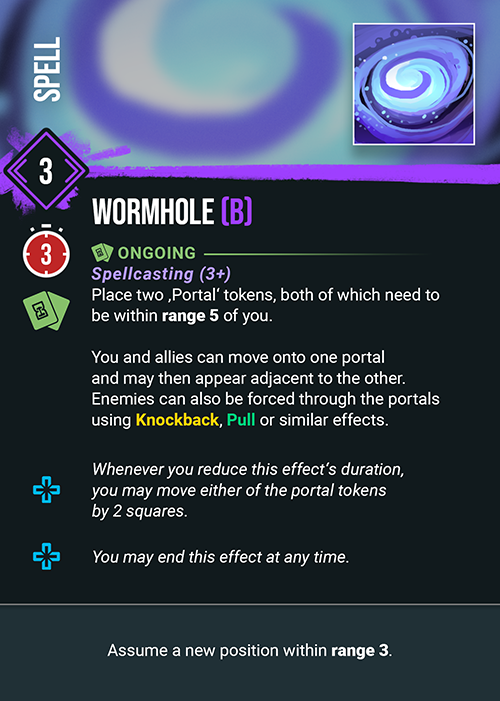 SPELL
3
WORMHOLE (B)
3
ONGOING
Spellcasting (3+)
Place two ‚Portal‘ tokens, both of which need to
be within range 5 of you.
You and allies can move onto one portal
and may then appear adjacent to the other.
Enemies can also be forced through the portals
using Knockback, Pull or similar effects.
Whenever you reduce this effect‘s duration,
you may move either of the portal tokens
by 2 squares.
You may end this effect at any time.
Assume a new position within range 3.